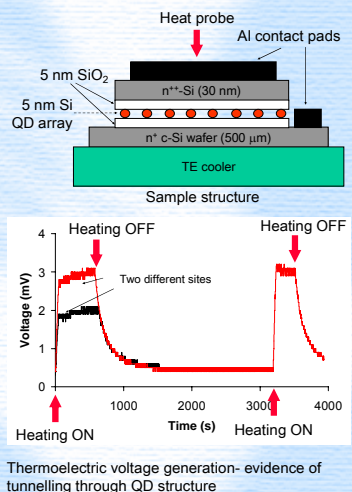 Heat probe
Al contact pads
5 nm SiO₂
n⁺⁺-Si (30 nm)
5 nm Si
QD array
n⁺ c-Si wafer (500 μm)
TE cooler
Sample structure
Heating OFF
Heating OFF
4
3
2
1
0
Voltage (mV)
Two different sites
1000
2000
3000
4000
Time (s)
Heating ON
Heating ON
Thermoelectric voltage generation- evidence of
tunnelling through QD structure